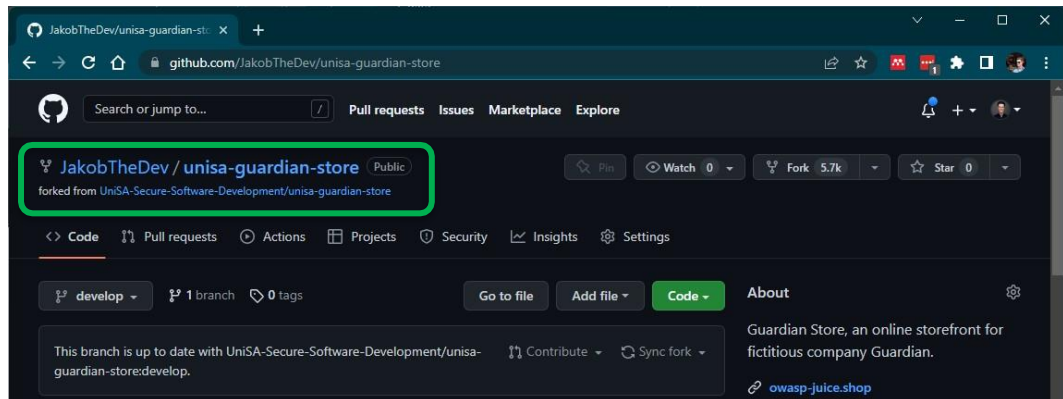 JakobTheDev/unisa-guardian-sto
github.com/JakobTheDev/unisa-guardian-store
1
Search or jump to... / Pull requests Issues Marketplace Explore
JakobTheDev / unisa-guardian-store Public
Pin Watch 0 Fork 5.7k Star 0
forked from UniSA-Secure-Software-Development/unisa-guardian-store
<> Code Pull requests Actions Projects Security Insights Settings
develop 1 branch 0 tags Go to file Add file Code
About
This branch is up to date with UniSA-Secure-Software-Development/unisa-
guardian-store:develop.
Contribute Sync fork
Guardian Store, an online storefront for
fictitious company Guardian.
owasp-juice.shop